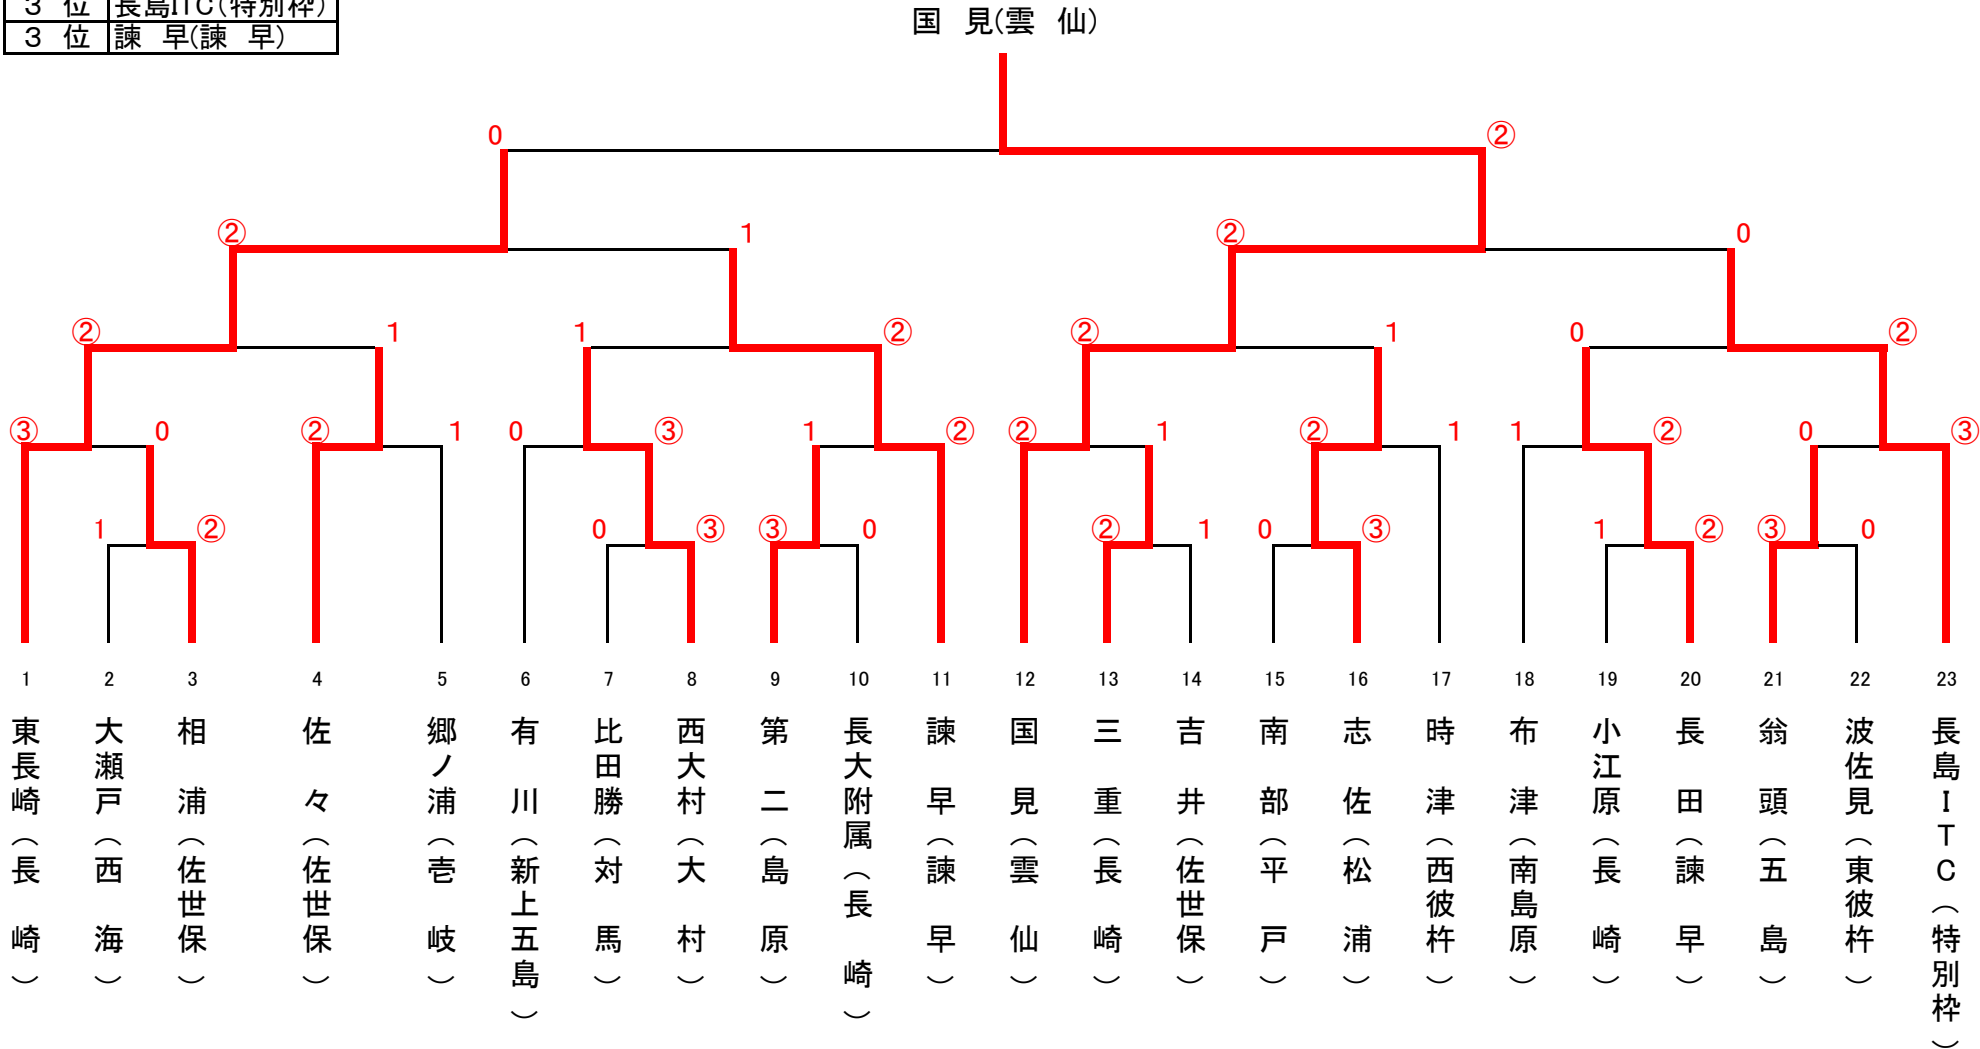 3 位 長島ITC(特別枠)
3 位 諫 早(諫 早)
国 見(雲 仙)
0 ②
② 1 ② 0
② 1 1 ② ② 1 0 ②
③ 0 ② 1 0 ③ 1 ② ② 1 ② 1 1 ② 0 ③
1 ② 0 ③ ③ 0 ② 1 0 ③ 1 ② ③ 0
1 2 3 4 5 6 7 8 9 10 11 12 13 14 15 16 17 18 19 20 21 22 23
東長崎(長 崎)
大瀬戸(西 海)
相 浦(佐世保)
佐 々(佐世保)
郷ノ浦(壱 岐)
有 川(新上五島)
比田勝(対 馬)
西大村(大 村)
第 二(島 原)
長大附属(長 崎)
諫 早(諫 早)
国 見(雲 仙)
三 重(長 崎)
吉 井(佐世保)
南 部(平 戸)
志 佐(松 浦)
時 津(西彼杵)
布 津(南島原)
小江原(長 崎)
長 田(諫 早)
翁 頭(五 島)
波佐見(東彼杵)
長島ITC(特別枠)